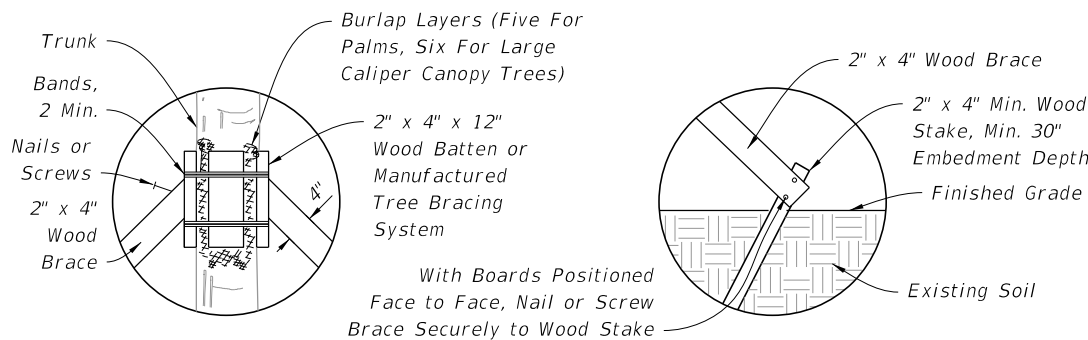 Burlap Layers (Five For
Palms, Six For Large
Caliper Canopy Trees)
Trunk
Bands,
2 Min.
Nails or
Screws
2" x 4"
Wood
Brace
2" x 4" x 12"
Wood Batten or
Manufactured
Tree Bracing
System
4"
2" x 4" Wood Brace
2" x 4" Min. Wood
Stake, Min. 30"
Embedment Depth
Finished Grade
Existing Soil
With Boards Positioned
Face to Face, Nail or Screw
Brace Securely to Wood Stake